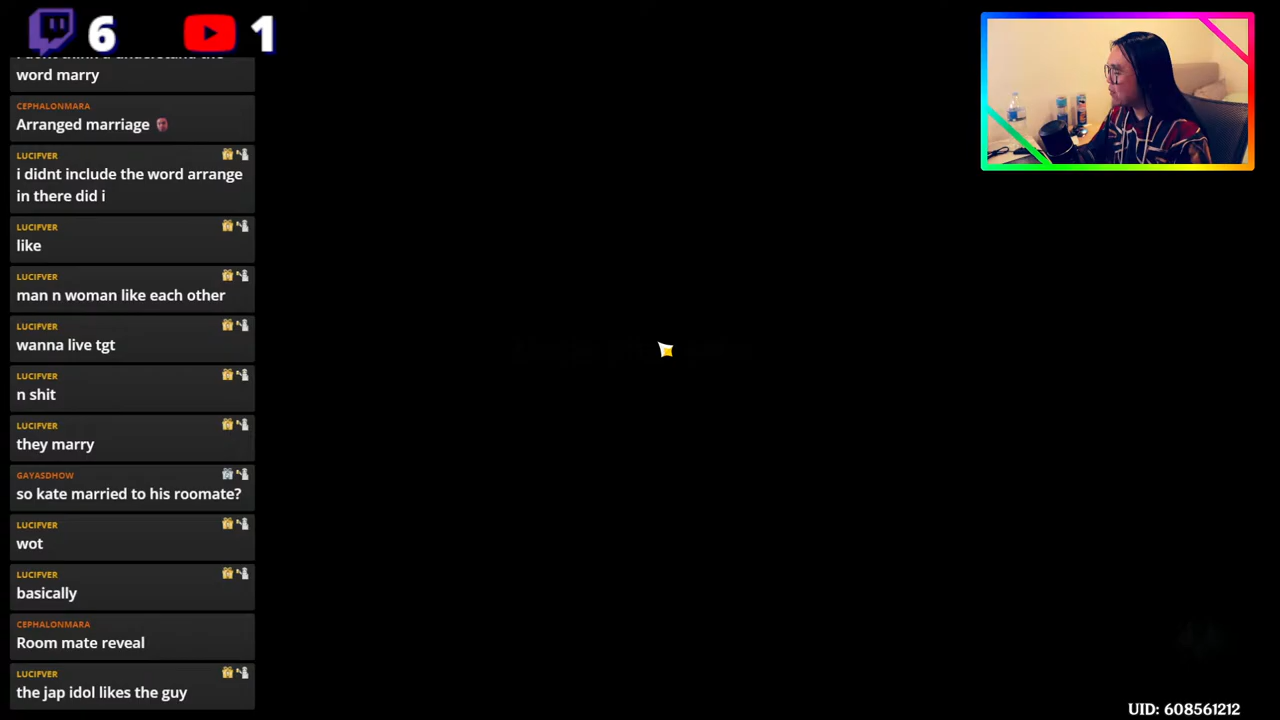 6
1
word marry
CEPHALONMARA
Arranged marriage
LUCIFVER
i didnt include the word arrange
in there did i
LUCIFVER
like
LUCIFVER
man n woman like each other
LUCIFVER
wanna live tgt
LUCIFVER
n shit
LUCIFVER
they marry
GAYASDHOW
so kate married to his roomate?
LUCIFVER
wot
LUCIFVER
basically
CEPHALONMARA
Room mate reveal
LUCIFVER
the jap idol likes the guy
UID: 608561212